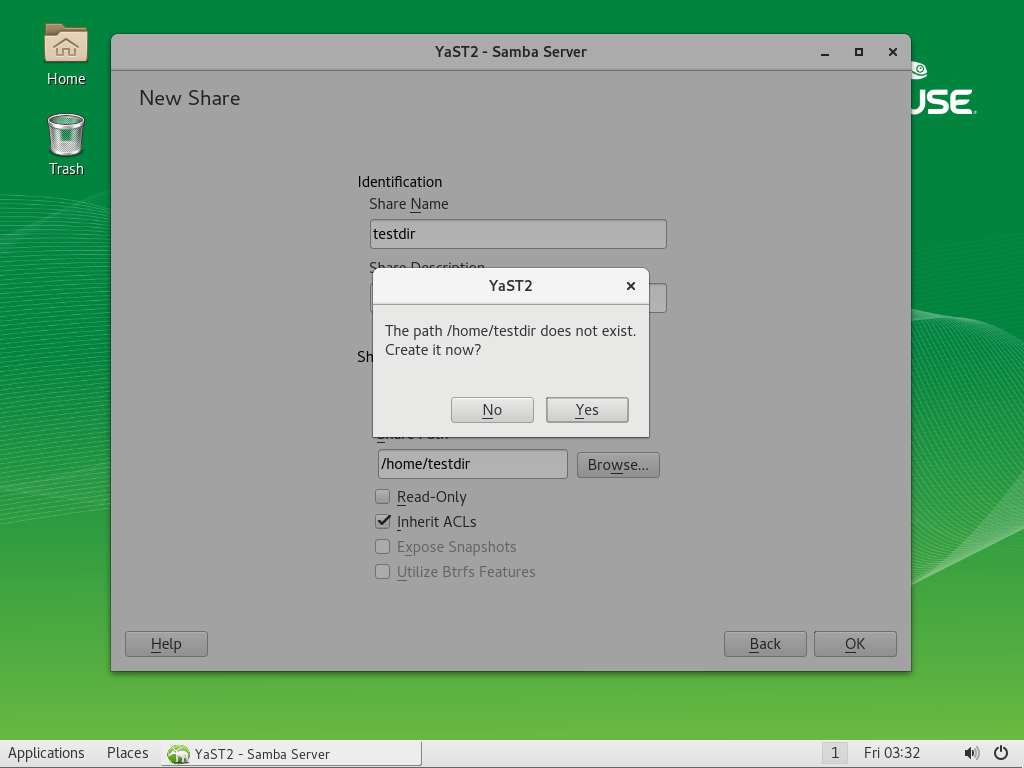 Home
Trash
YaST2 - Samba Server
USE
New Share
Identification
Share Name
testdir
Share Description
YaST2
The path /home/testdir does not exist.
Create it now?
Sh
No
Yes
Share Path
/home/testdir
Browse...
Read-Only
Inherit ACLs
Expose Snapshots
Utilize Btrfs Features
Help
Back
OK
Applications
Places
YaST2 - Samba Server
1
Fri 03:32